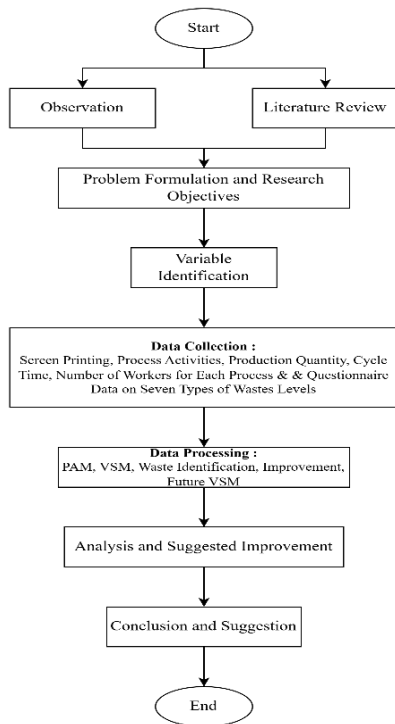 Start
Observation
Literature Review
Problem Formulation and Research
Objectives
Variable
Identification
Data Collection :
Screen Printing, Process Activities, Production Quantity, Cycle
Time, Number of Workers for Each Process & & Questionnaire
Data on Seven Types of Wastes Levels
Data Processing :
PAM, VSM, Waste Identification, Improvement,
Future VSM
Analysis and Suggested Improvement
Conclusion and Suggestion
End